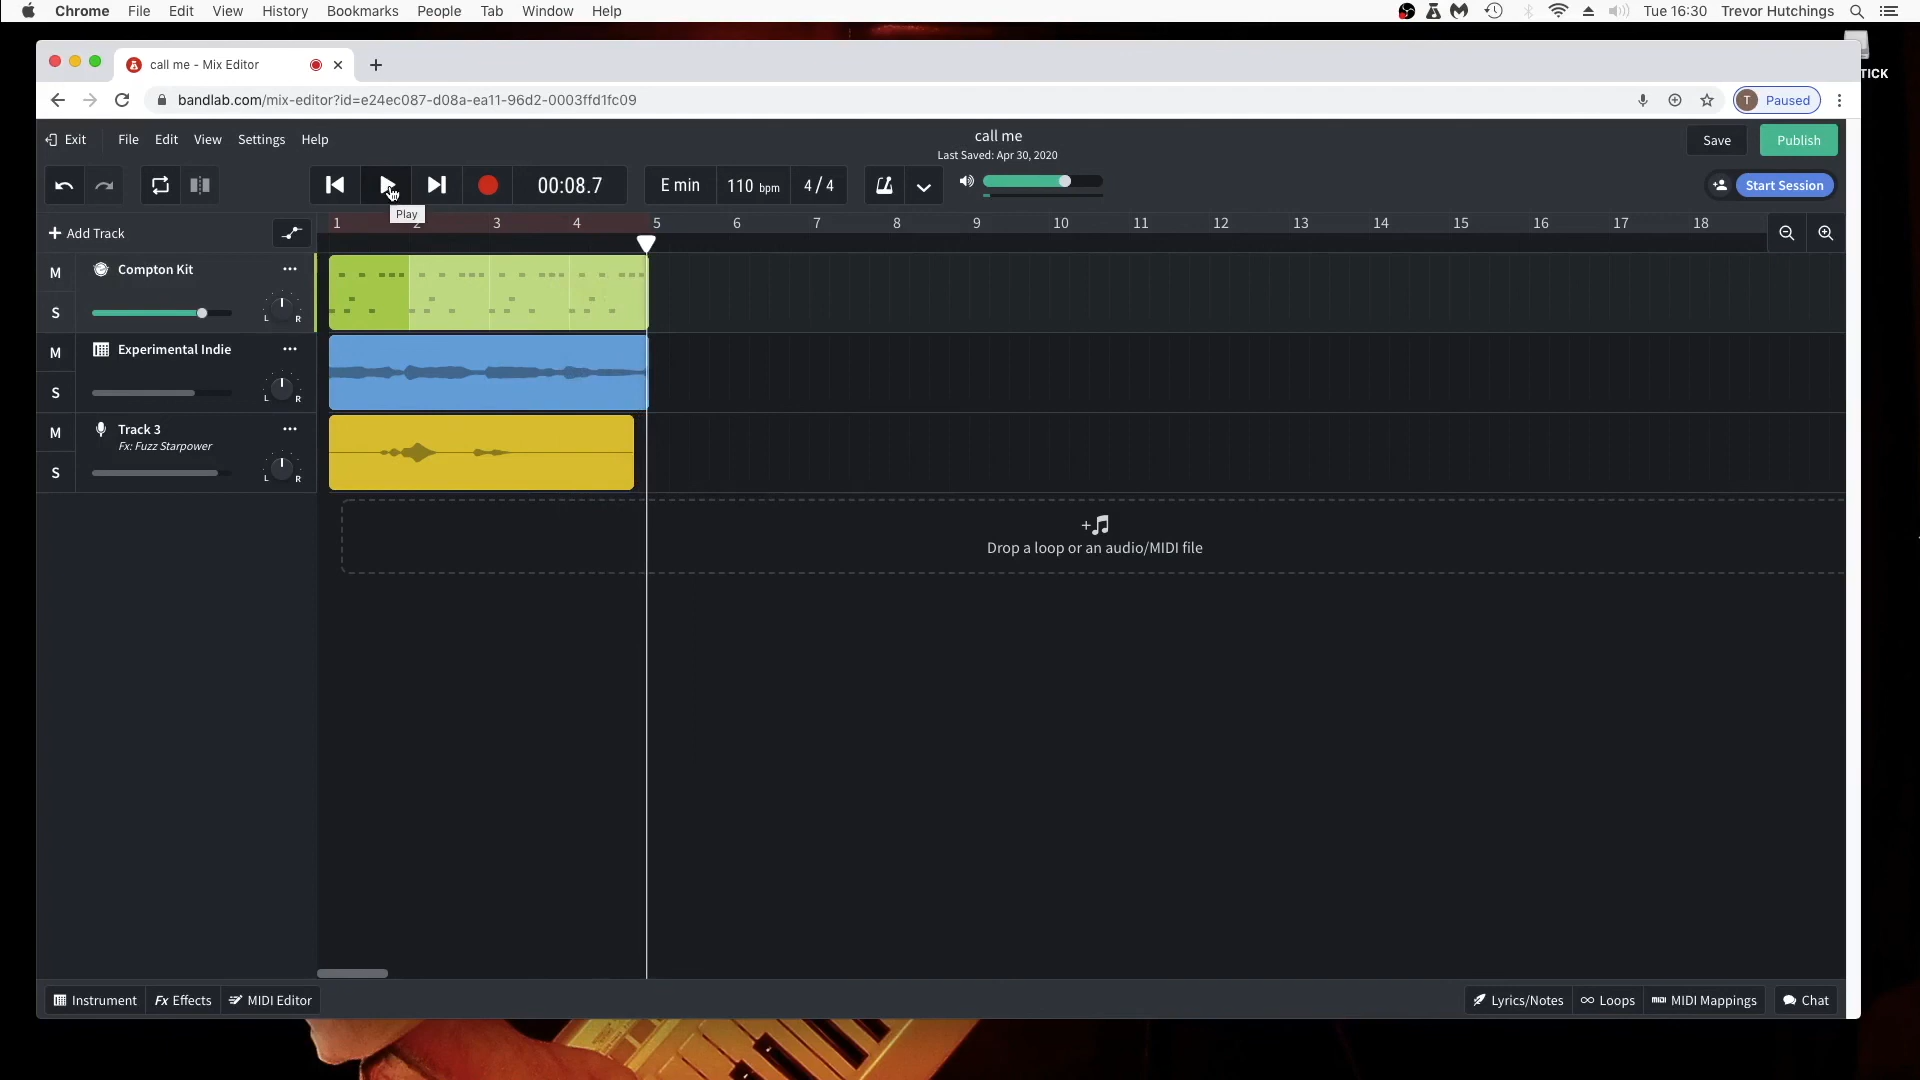 Chrome File Edit View History Bookmarks People Tab Window Help Tue 16:30 Trevor Hutchings
TICK
call me - Mix Editor
bandlab.com/mix-editor?id=e24ec087-d08a-ea11-96d2-0003ffd1fc09 T Paused
Exit File Edit View Settings Help call me Save Publish
Last Saved: Apr 30, 2020
00:08.7 E min 110 bpm 4 / 4 Start Session
Play
+ Add Track 1 2 3 4 5 6 7 8 9 10 11 12 13 14 15 16 17 18
M Compton Kit
S L R
M Experimental Indie
S L R
M Track 3
Fx: Fuzz Starpower
S L R
Drop a loop or an audio/MIDI file
Instrument Fx Effects MIDI Editor Lyrics/Notes Loops MIDI MIDI Mappings Chat